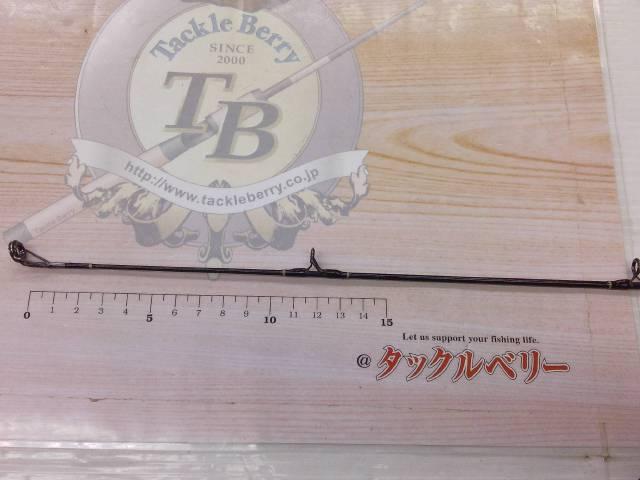 Tackle Berry
SINCE
2000
TB
http://www.tackleberry.co.jp
0 1 2 3 4 5 6 7 8 9 10 11 12 13 14 15
Let us support your fishing life.
@タックルベリー